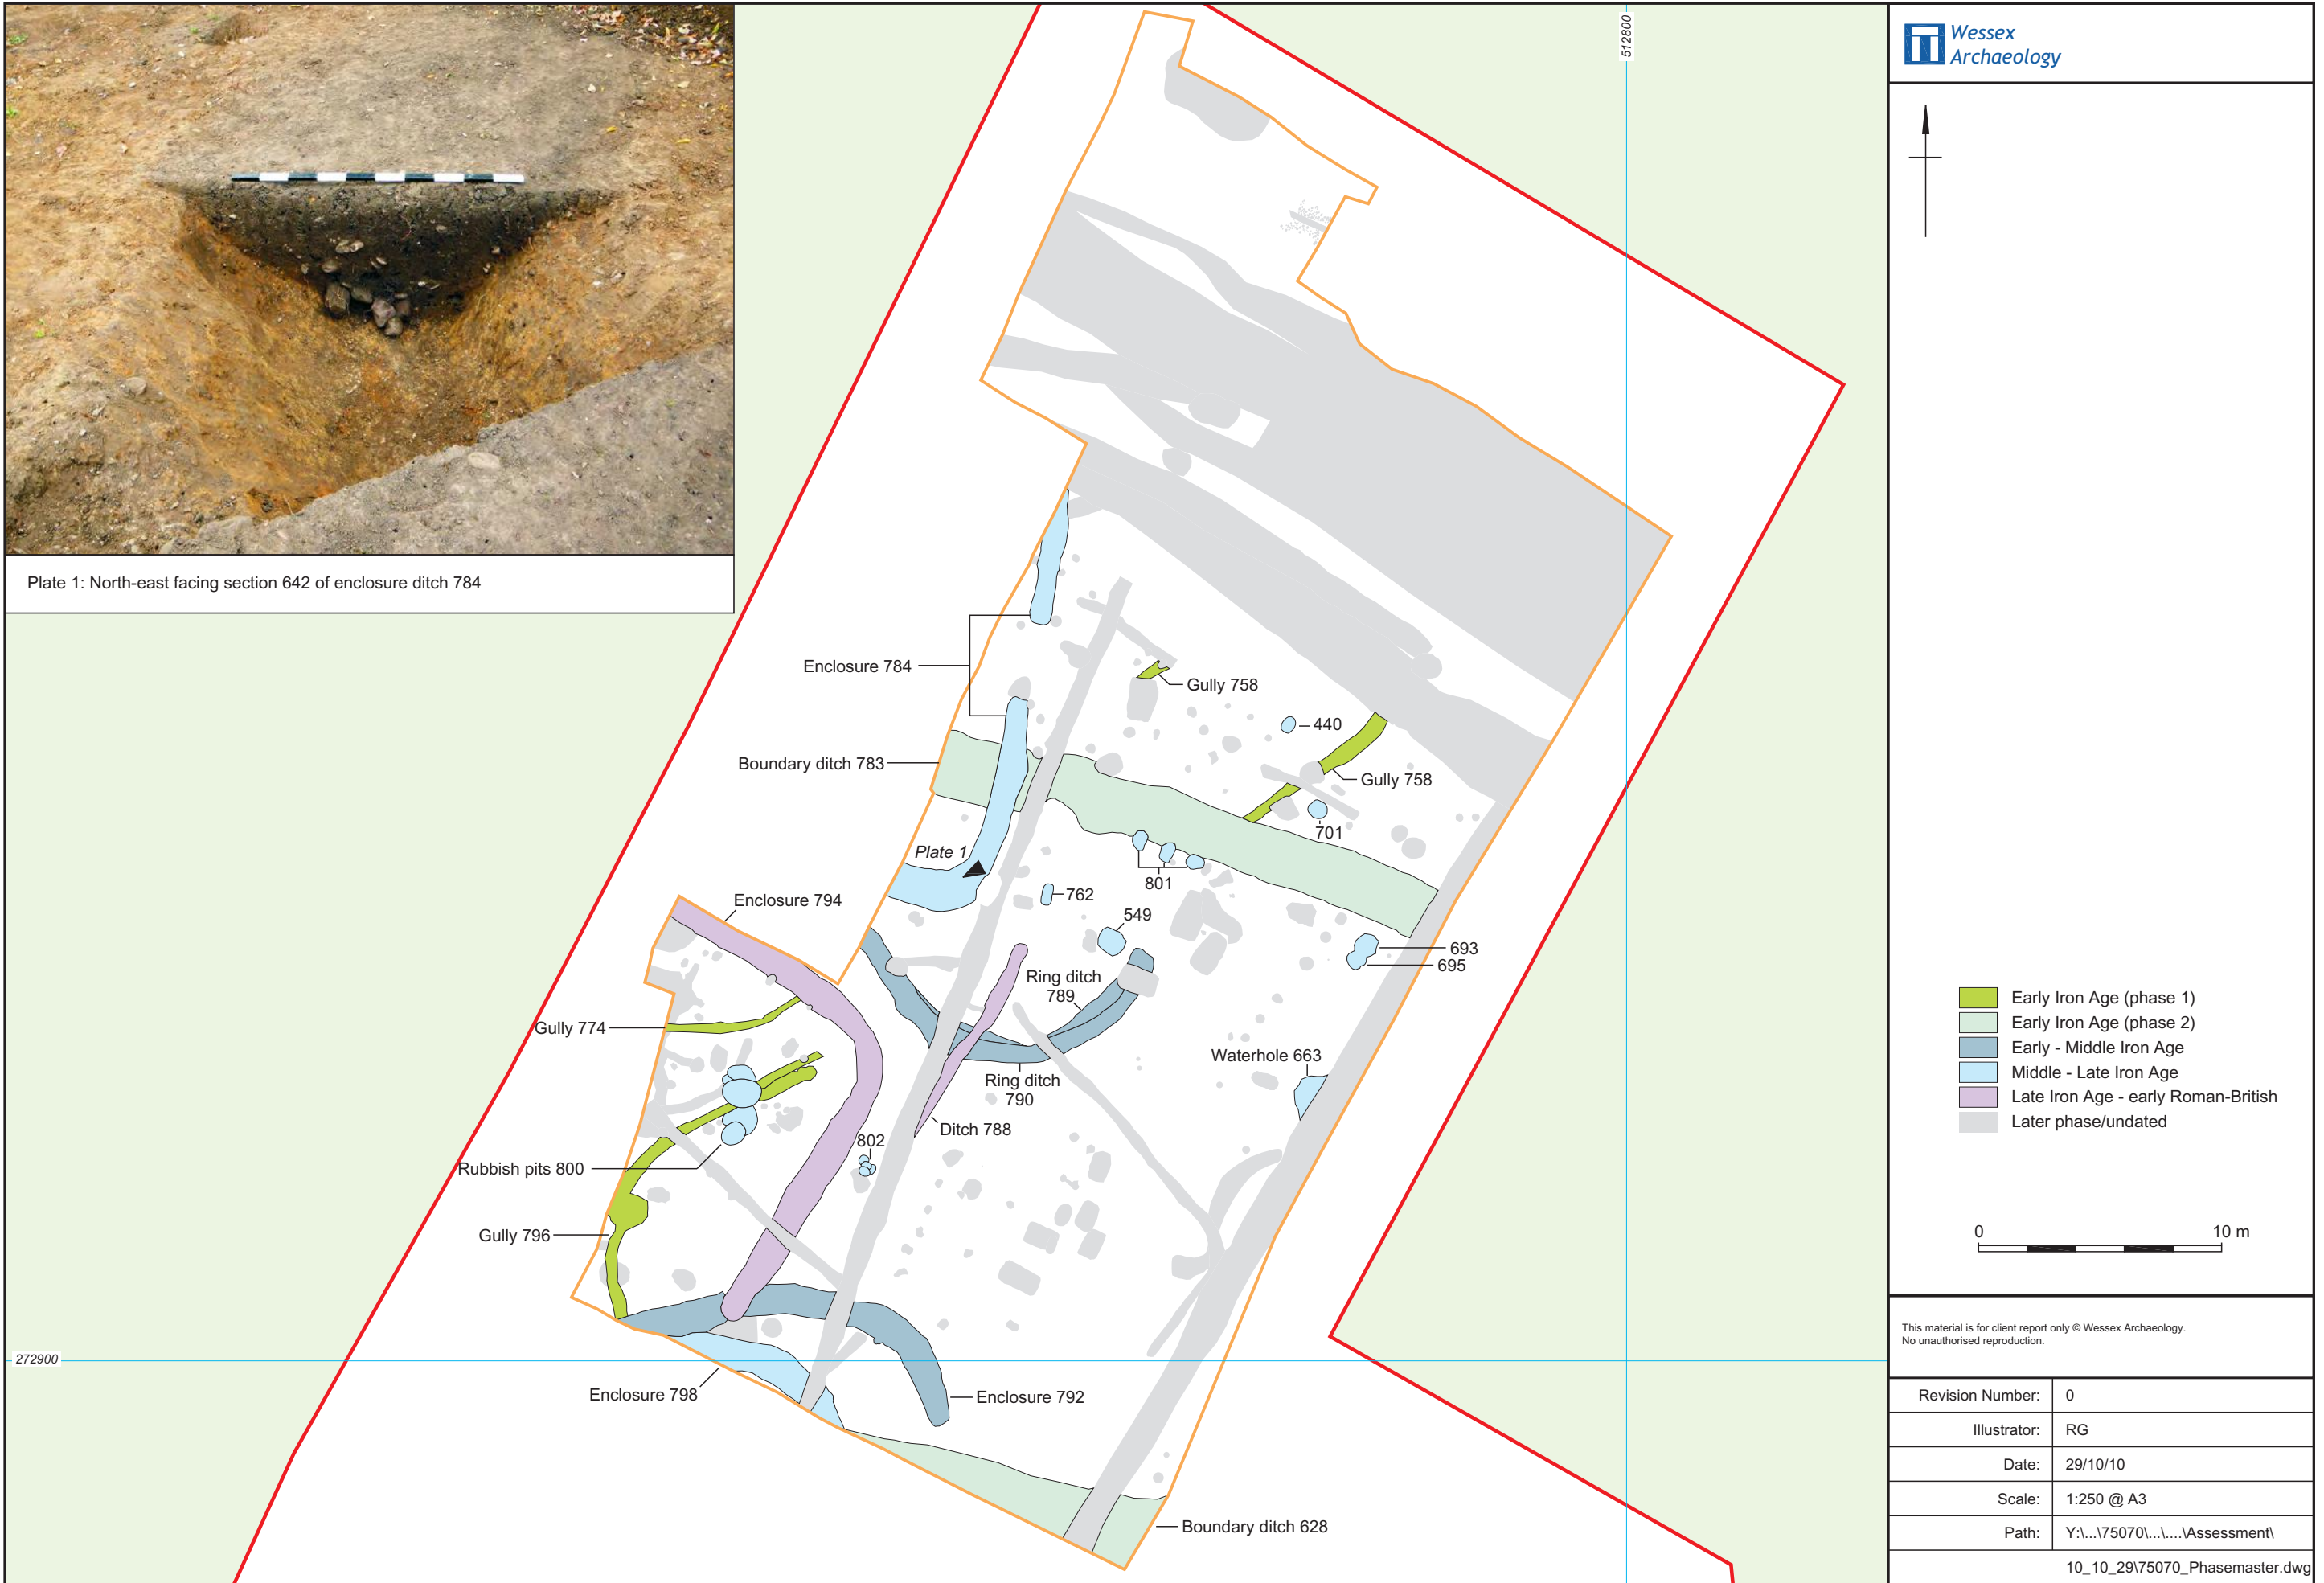 Wessex
Archaeology
512800
Plate 1: North-east facing section 642 of enclosure ditch 784
Enclosure 784
Gully 758
440
Boundary ditch 783
Gully 758
701
Plate 1
801
762
Enclosure 794
549
693
695
Ring ditch
789
Gully 774
Waterhole 663
Ring ditch
790
Ditch 788
802
Rubbish pits 800
Gully 796
272900
Enclosure 798
Enclosure 792
Boundary ditch 628
Early Iron Age (phase 1)
Early Iron Age (phase 2)
Early - Middle Iron Age
Middle - Late Iron Age
Late Iron Age - early Roman-British
Later phase/undated
0 10 m
This material is for client report only © Wessex Archaeology.
No unauthorised reproduction.
Revision Number: 0
Illustrator: RG
Date: 29/10/10
Scale: 1:250 @ A3
Path: Y:\...\75070\...\....\Assessment\
10_10_29\75070_Phasemaster.dwg